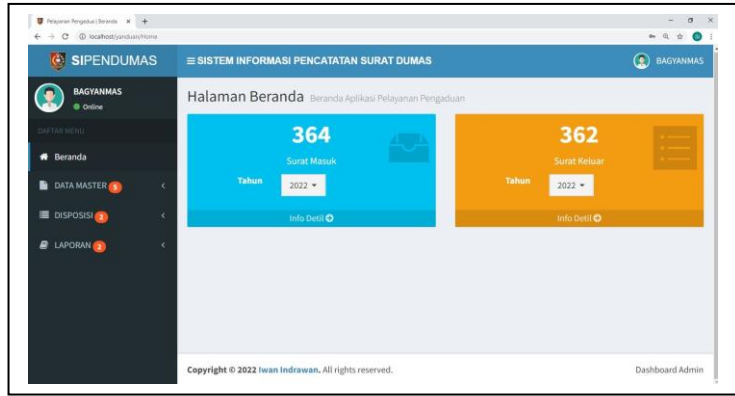 Pelayanan Pengadua | Beranda
localhost/yanduan/Home
SIPENDUMAS
SISTEM INFORMASI PENCATATAN SURAT DUMAS
BAGYANMAS
BAGYANMAS
Online
Halaman Beranda Beranda Aplikasi Pelayanan Pengaduan
DAFTAR MENU
Beranda
DATA MASTER 5
DISPOSISI 2
LAPORAN 2
364
Surat Masuk
Tahun 2022
Info Detil
362
Surat Keluar
Tahun 2022
Info Detil
Copyright © 2022 Iwan Indrawan. All rights reserved.
Dashboard Admin